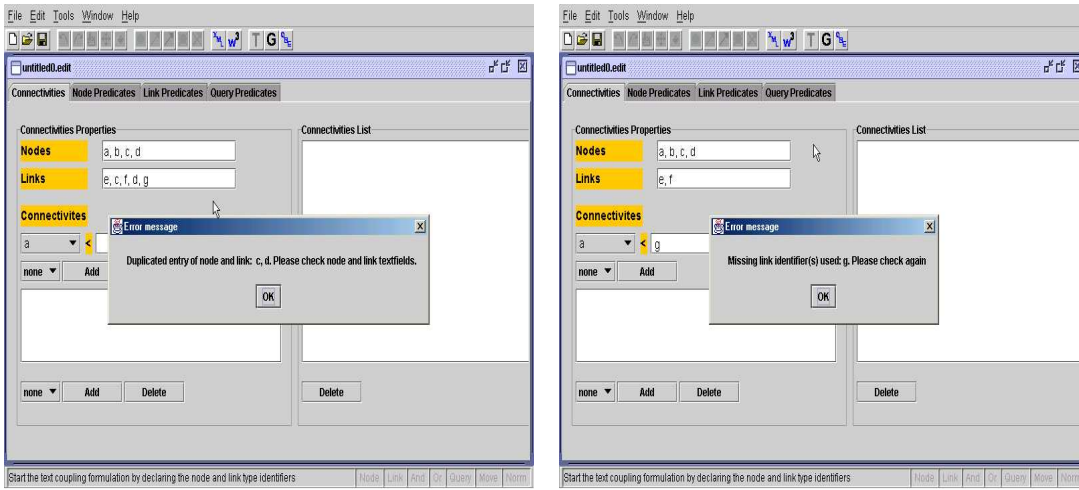 File Edit Tools Window Help
T G
untitled0.edit
Connectivities Node Predicates Link Predicates Query Predicates
Connectivities Properties
Connectivities List
Nodes a, b, c, d
Links e, c, f, d, g
Connectivites
Error message
a <
Duplicated entry of node and link: c, d. Please check node and link textfields.
none Add
OK
none Add Delete
Delete
Start the text coupling formulation by declaring the node and link type identifiers
Node Link And Or Query Move Norm
File Edit Tools Window Help
T G
untitled0.edit
Connectivities Node Predicates Link Predicates Query Predicates
Connectivities Properties
Connectivities List
Nodes a, b, c, d
Links e, f
Connectivites
Error message
a < g
Missing link identifier(s) used: g. Please check again
none Add
OK
none Add Delete
Delete
Start the text coupling formulation by declaring the node and link type identifiers
Node Link And Or Query Move Norm